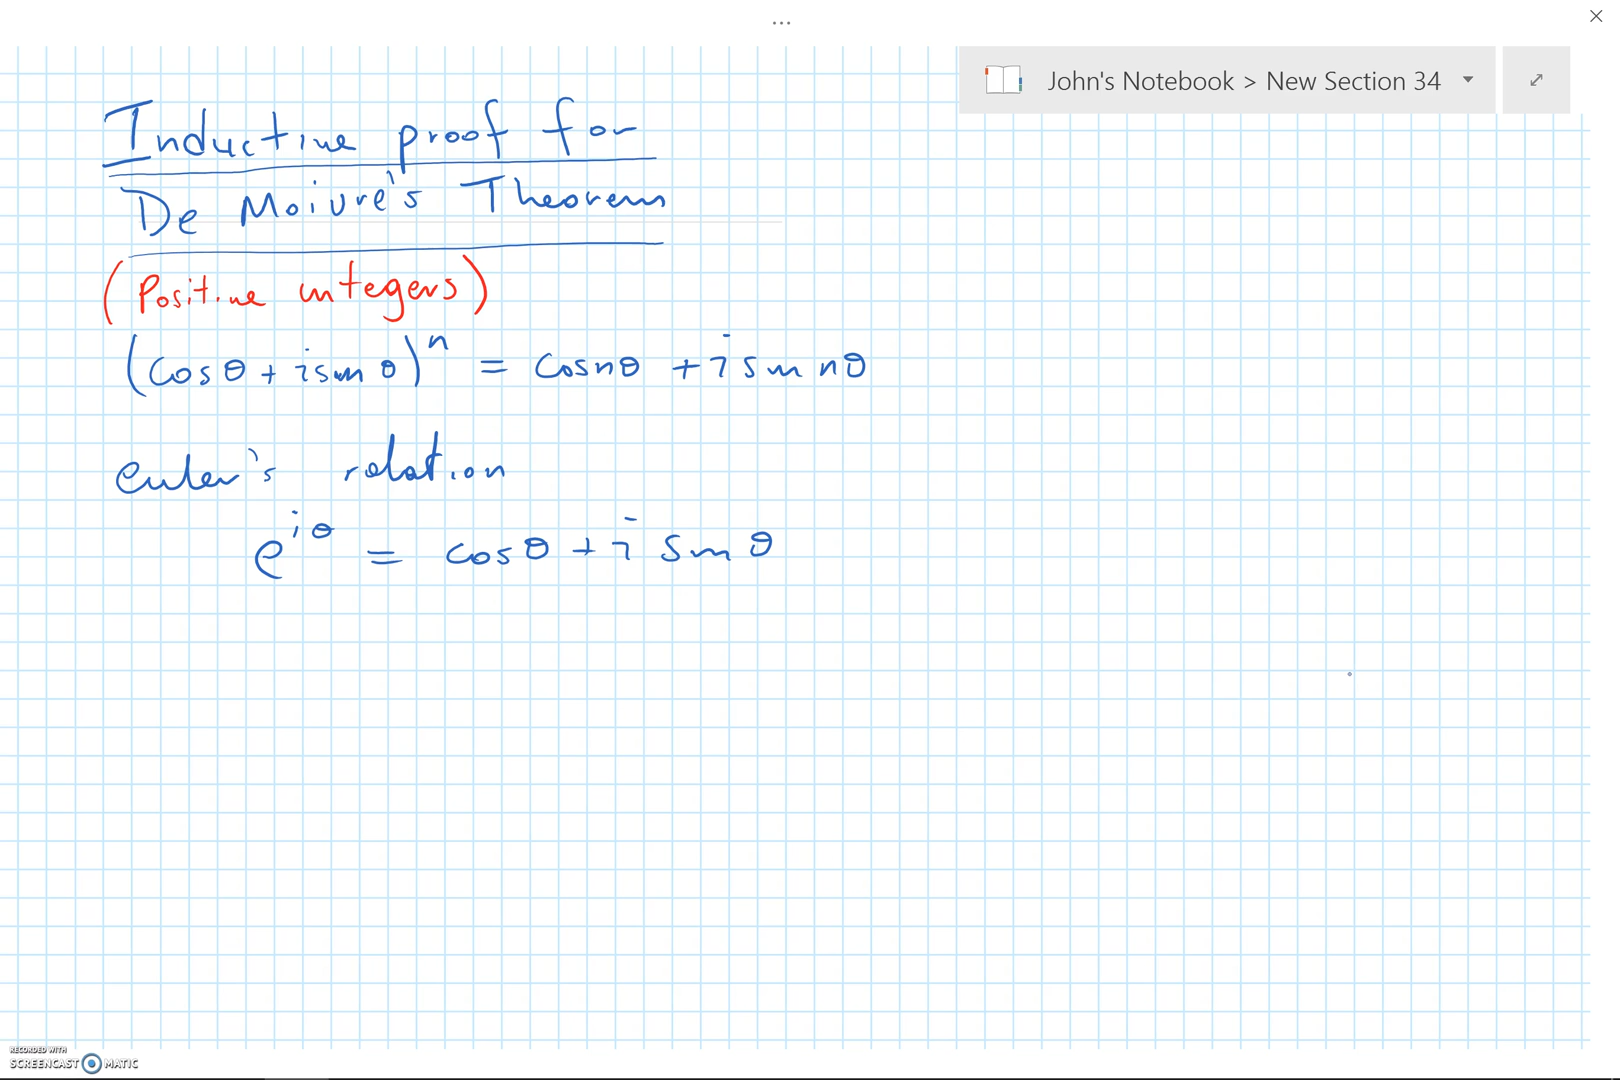 ...
John's Notebook > New Section 34
Inductive proof for
De Moivre's Theorem
(Positive integers)
(cosθ + i sin θ)ⁿ = cos nθ + i sin nθ
euler's relation
e^{iθ} = cosθ + i sin θ
RECORDED WITH
SCREENCAST MATIC